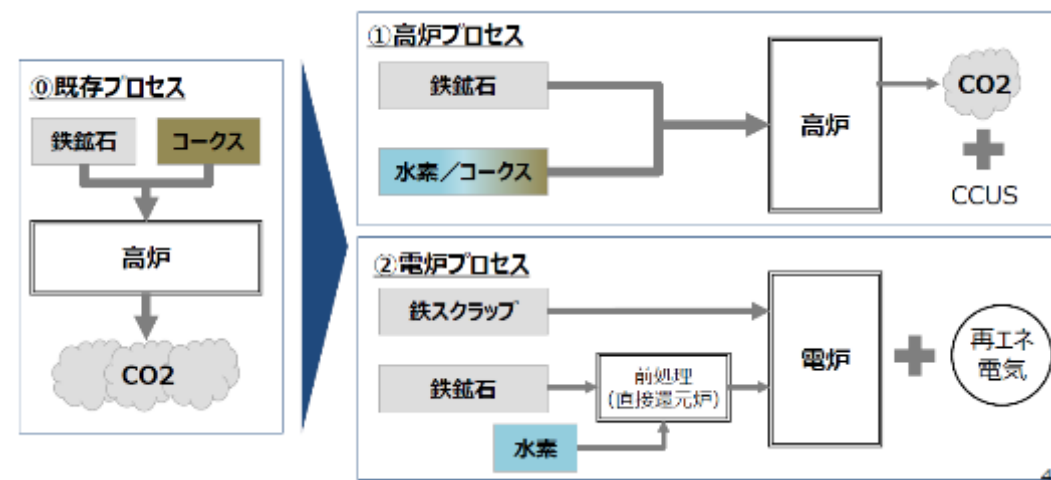 ⓪既存プロセス
鉄鉱石
コークス
高炉
CO2
①高炉プロセス
鉄鉱石
水素／コークス
高炉
CO2
CCUS
②電炉プロセス
鉄スクラップ
鉄鉱石
前処理
(直接還元炉)
水素
電炉
再エネ
電気